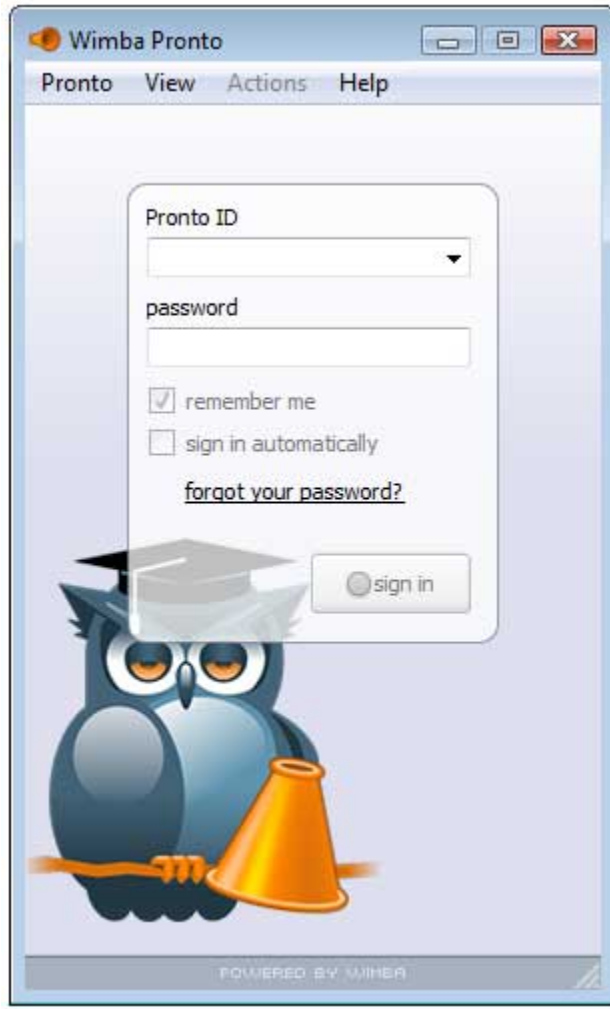 Wimba Pronto
Pronto View Actions Help
Pronto ID
password
remember me
sign in automatically
forgot your password?
sign in
POWERED BY WIMBA